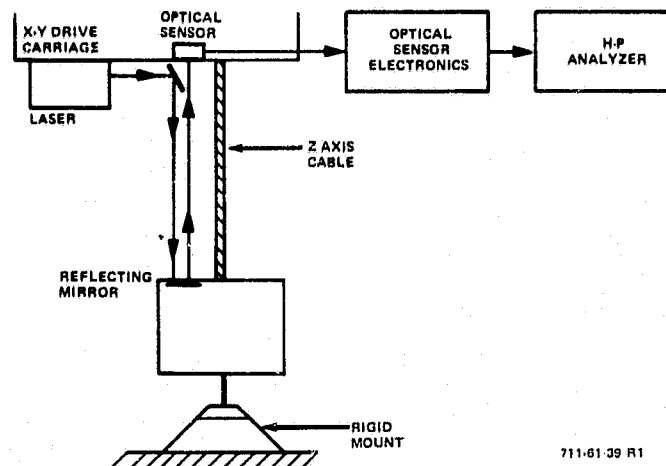 X-Y DRIVE
CARRIAGE
OPTICAL
SENSOR
OPTICAL
SENSOR
ELECTRONICS
H-P
ANALYZER
LASER
Z AXIS
CABLE
REFLECTING
MIRROR
RIGID
MOUNT
711-61-39 R1